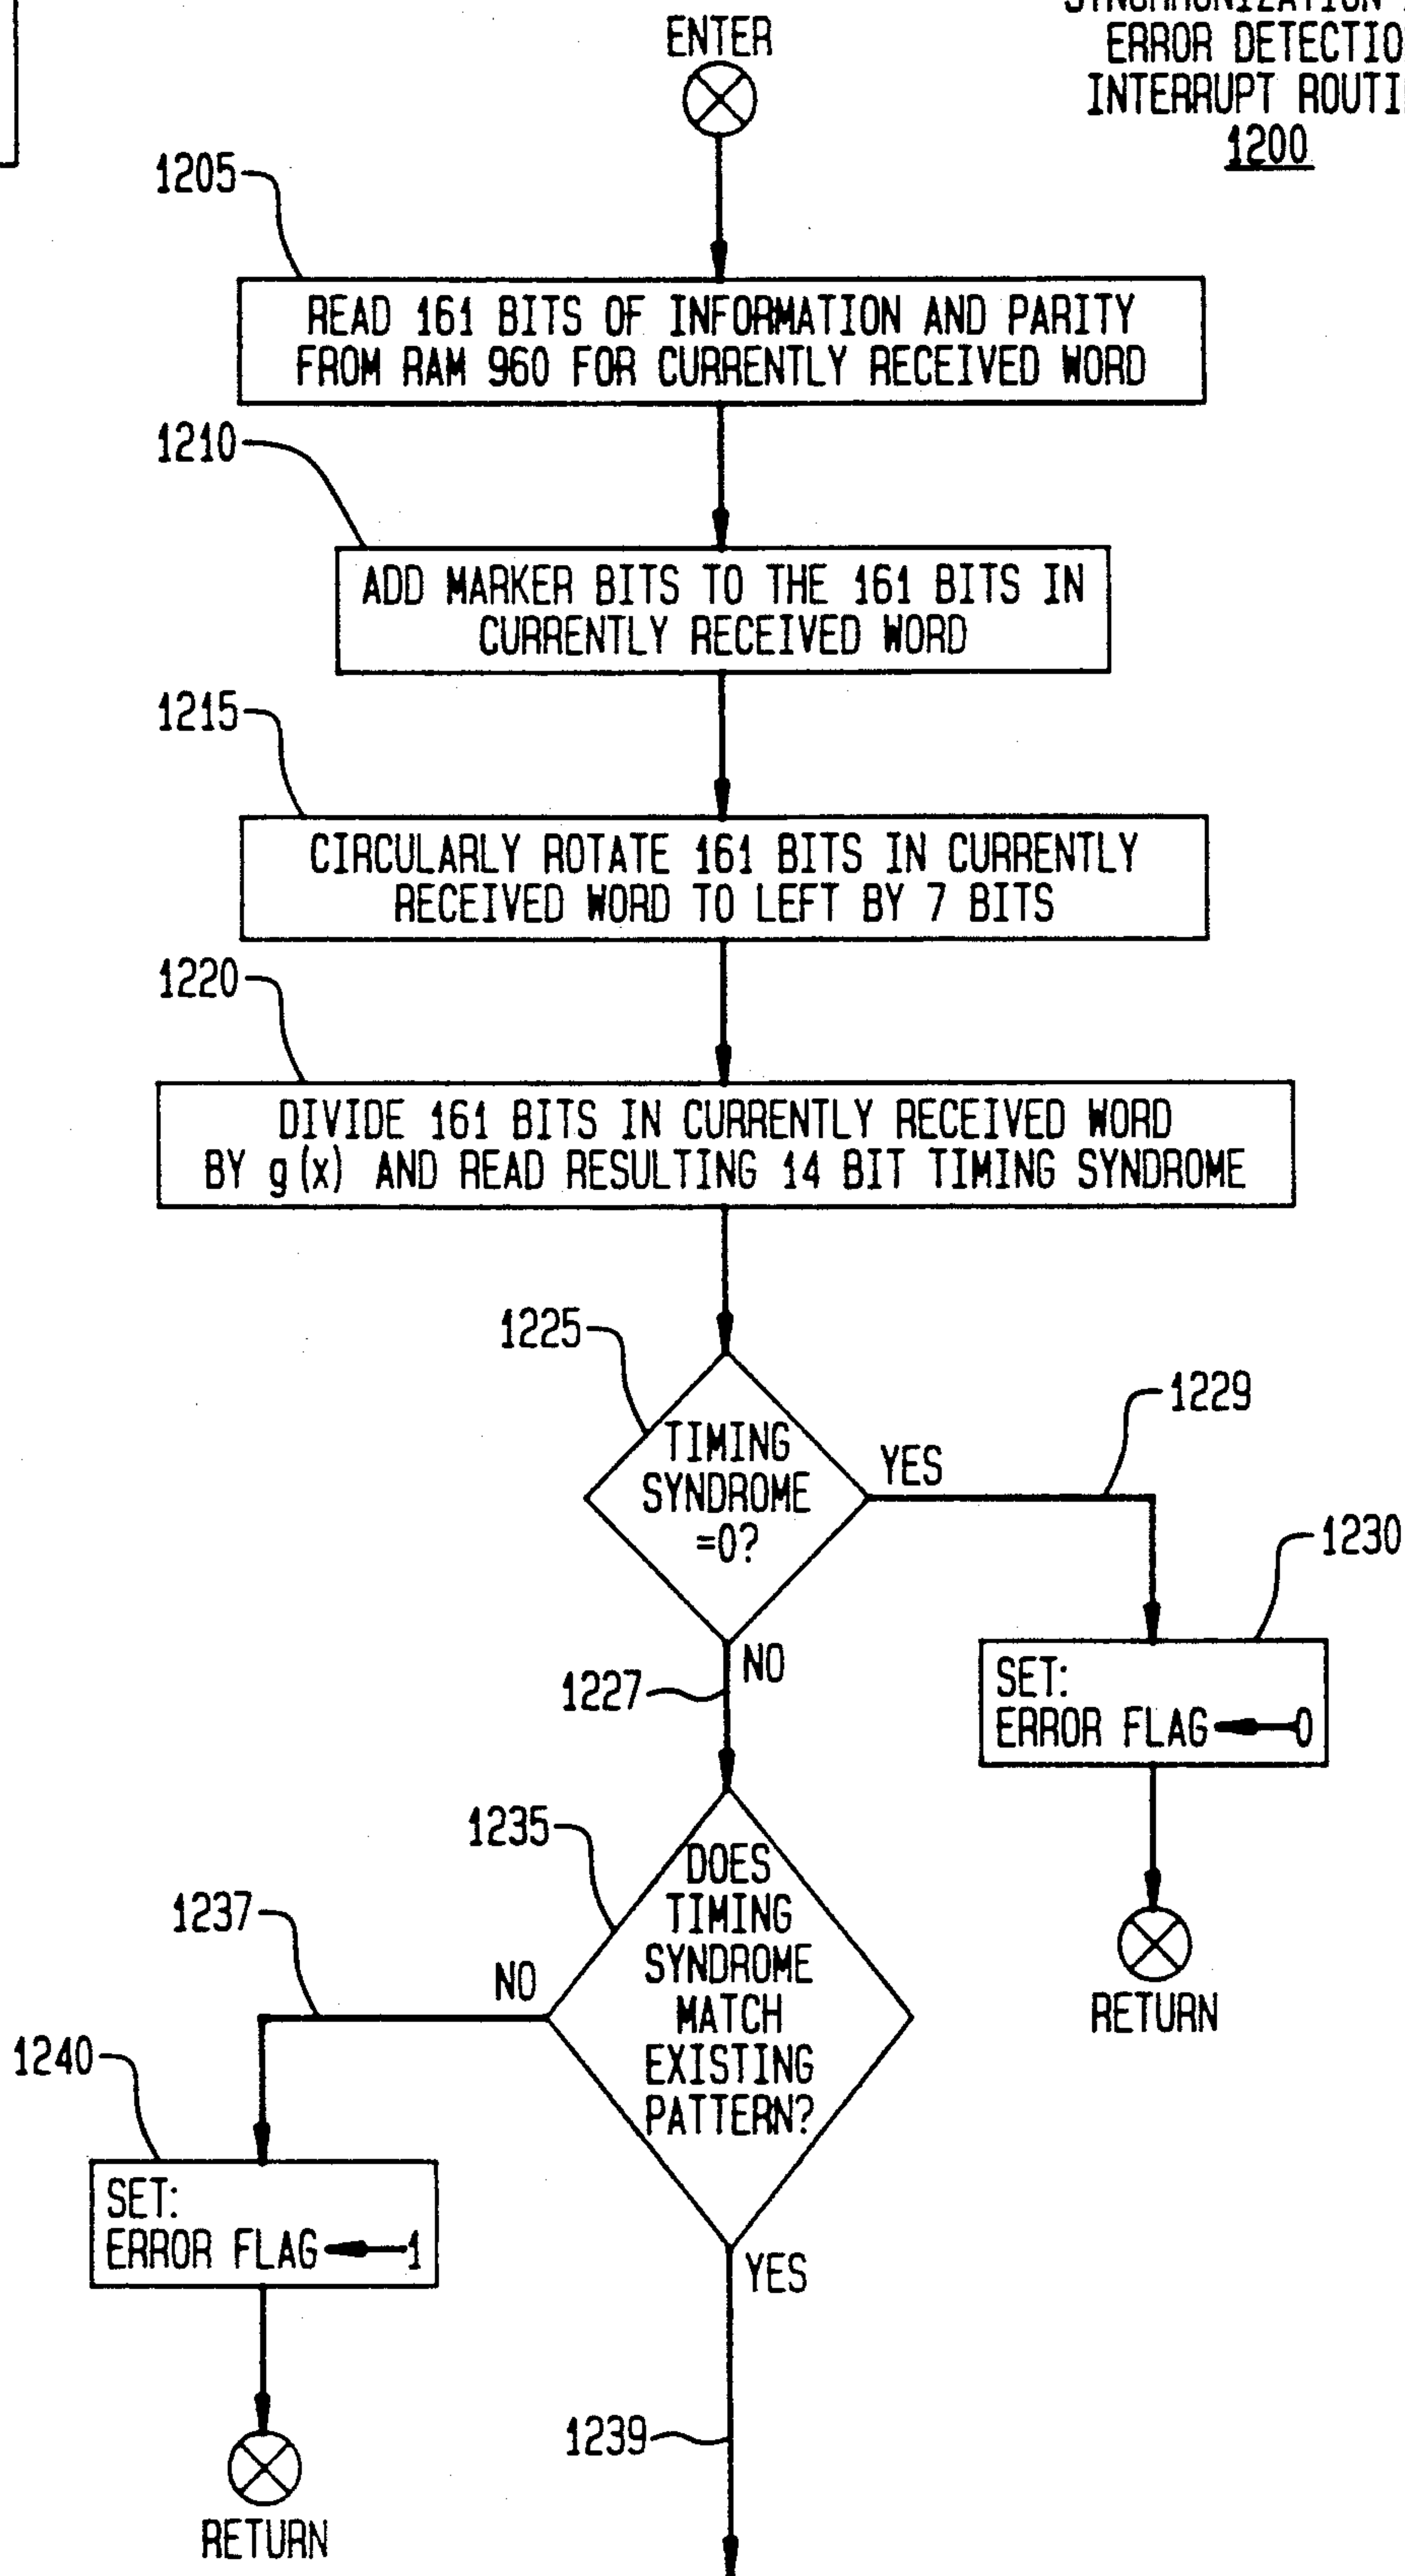 ENTER
ERROR DETECTIO
INTERRUPT ROUTI
1200
1205
READ 161 BITS OF INFORMATION AND PARITY
FROM RAM 960 FOR CURRENTLY RECEIVED WORD
1210
ADD MARKER BITS TO THE 161 BITS IN
CURRENTLY RECEIVED WORD
1215
CIRCULARLY ROTATE 161 BITS IN CURRENTLY
RECEIVED WORD TO LEFT BY 7 BITS
1220
DIVIDE 161 BITS IN CURRENTLY RECEIVED WORD
BY g(x) AND READ RESULTING 14 BIT TIMING SYNDROME
1225
TIMING
SYNDROME
=0?
YES
1229
1230
SET:
ERROR FLAG ← 0
RETURN
NO
1227
1235
DOES
TIMING
SYNDROME
MATCH
EXISTING
PATTERN?
NO
1237
1240
SET:
ERROR FLAG ← 1
RETURN
YES
1239